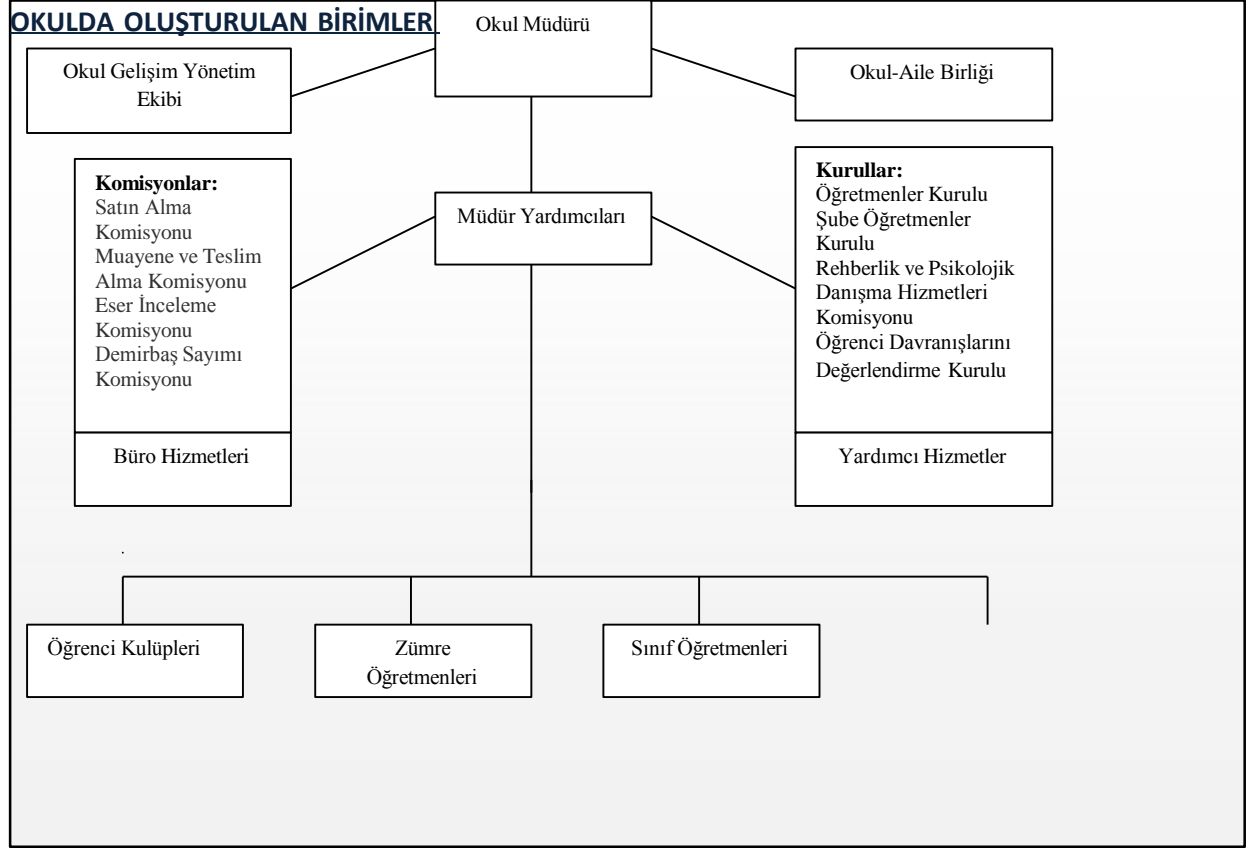 OKULDA OLUŞTURULAN BİRİMLER
Okul Müdürü
Okul Gelişim Yönetim
Ekibi
Okul-Aile Birliği
Komisyonlar:
Satın Alma
Komisyonu
Muayene ve Teslim
Alma Komisyonu
Eser İnceleme
Komisyonu
Demirbaş Sayımı
Komisyonu
Müdür Yardımcıları
Kurullar:
Öğretmenler Kurulu
Şube Öğretmenler
Kurulu
Rehberlik ve Psikolojik
Danışma Hizmetleri
Komisyonu
Öğrenci Davranışlarını
Değerlendirme Kurulu
Büro Hizmetleri
Yardımcı Hizmetler
Öğrenci Kulüpleri
Zümre
Öğretmenleri
Sınıf Öğretmenleri